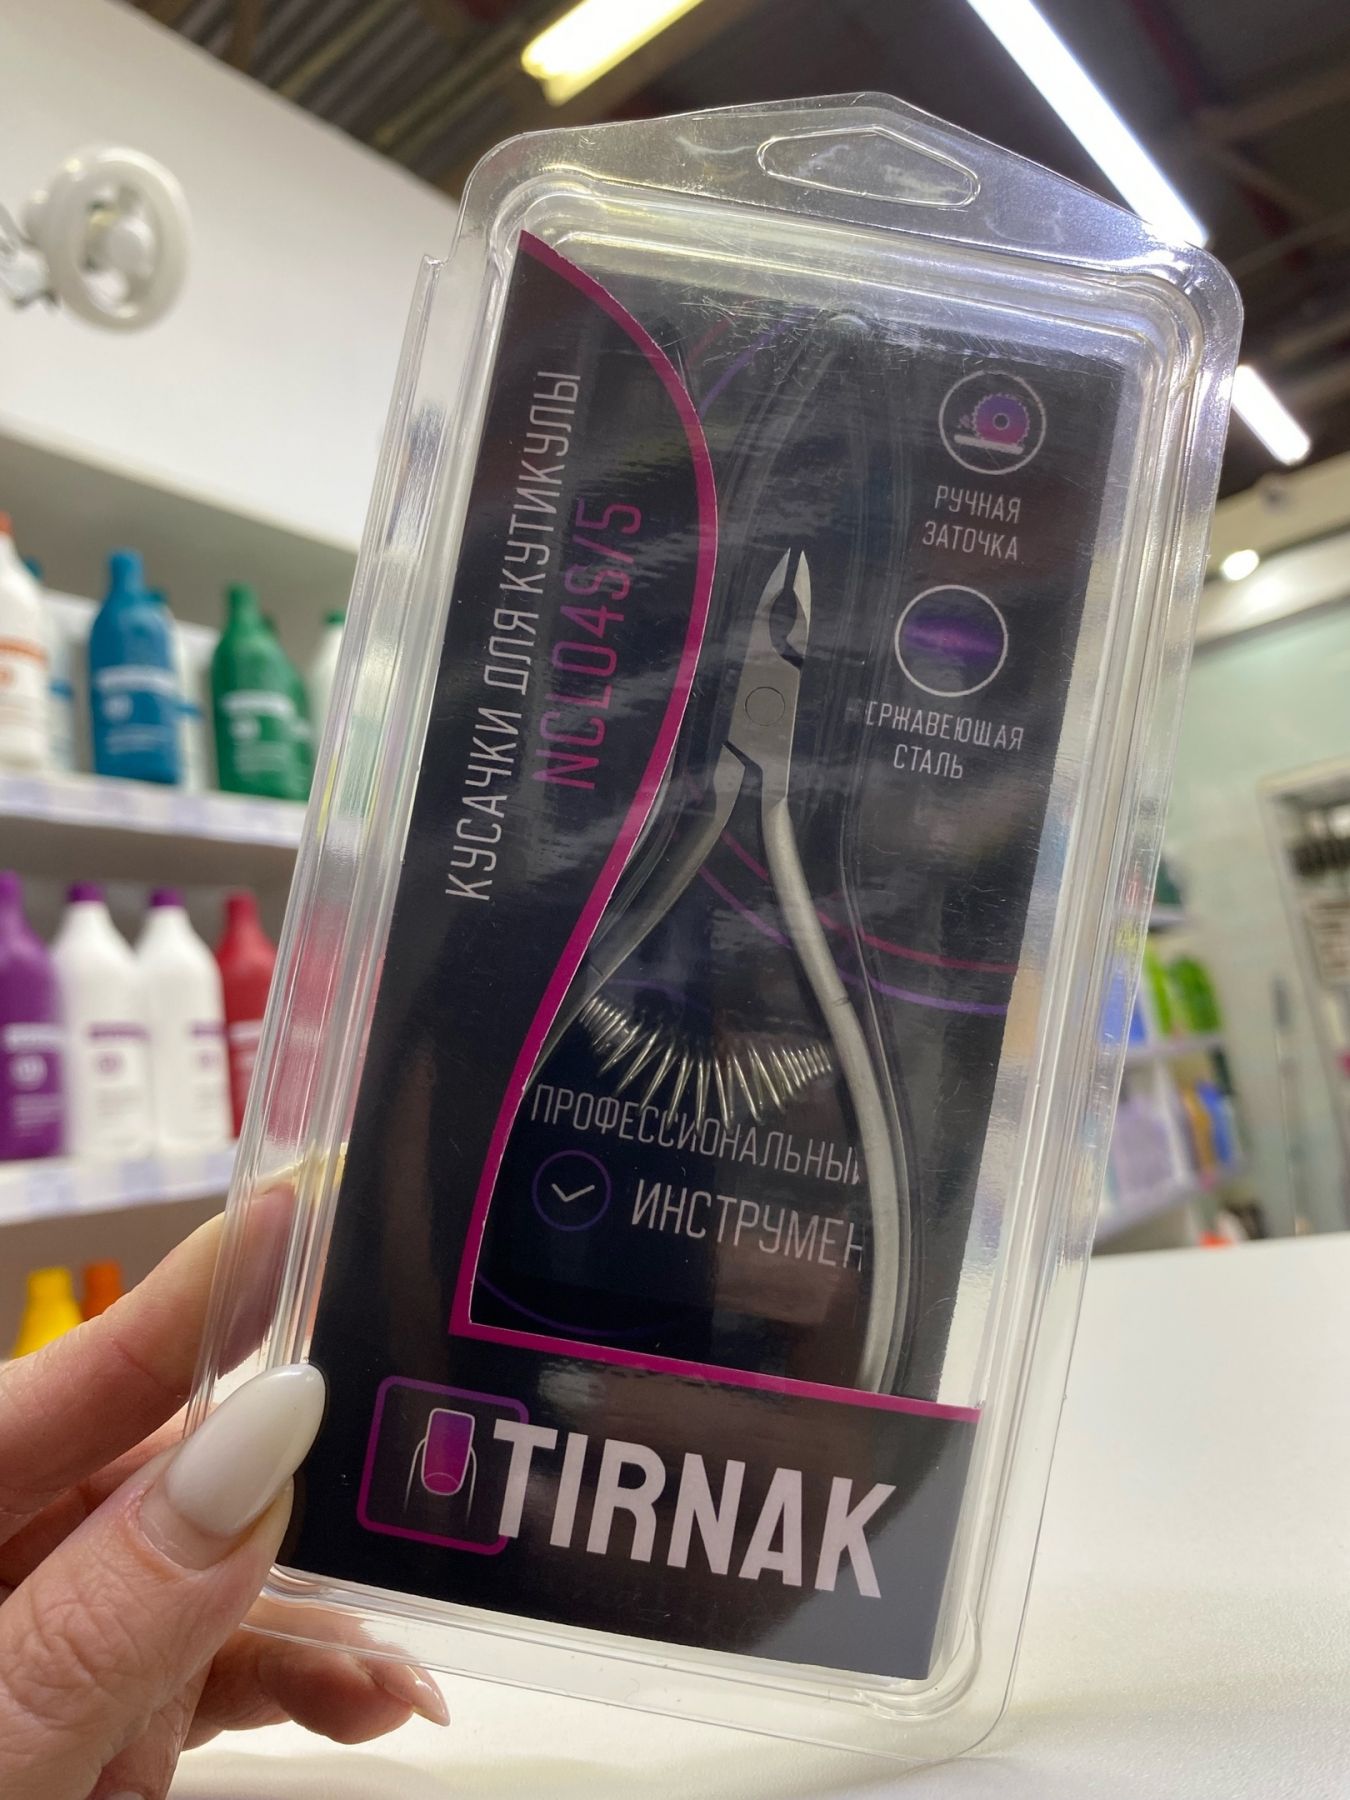 КУСАЧКИ ДЛЯ КУТИКУЛЫ
NCL04S/5
РУЧНАЯ
ЗАТОЧКА
ЕРЖАВЕЮЩАЯ
СТАЛЬ
ПРОФЕССИОНАЛЬНЫЙ
ИНСТРУМЕН
TIRNAK